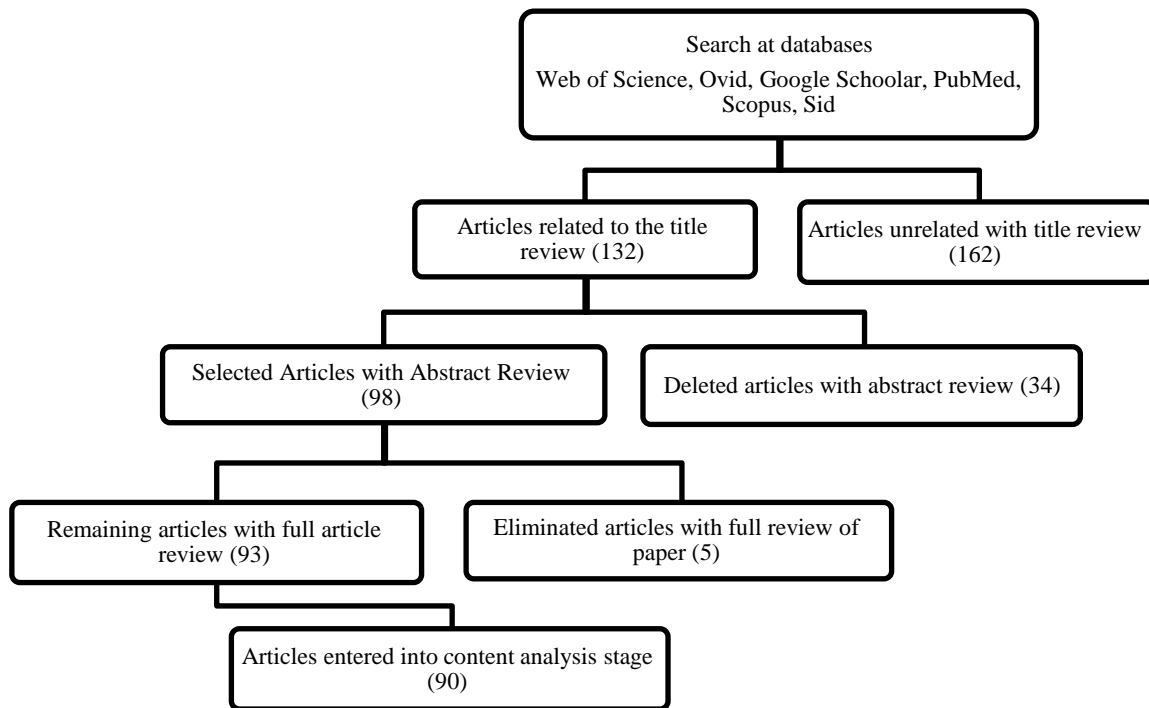 Search at databases
Web of Science, Ovid, Google Schoolar, PubMed,
Scopus, Sid
Articles related to the title
review (132)
Articles unrelated with title review
(162)
Selected Articles with Abstract Review
(98)
Deleted articles with abstract review (34)
Remaining articles with full article
review (93)
Eliminated articles with full review of
paper (5)
Articles entered into content analysis stage
(90)